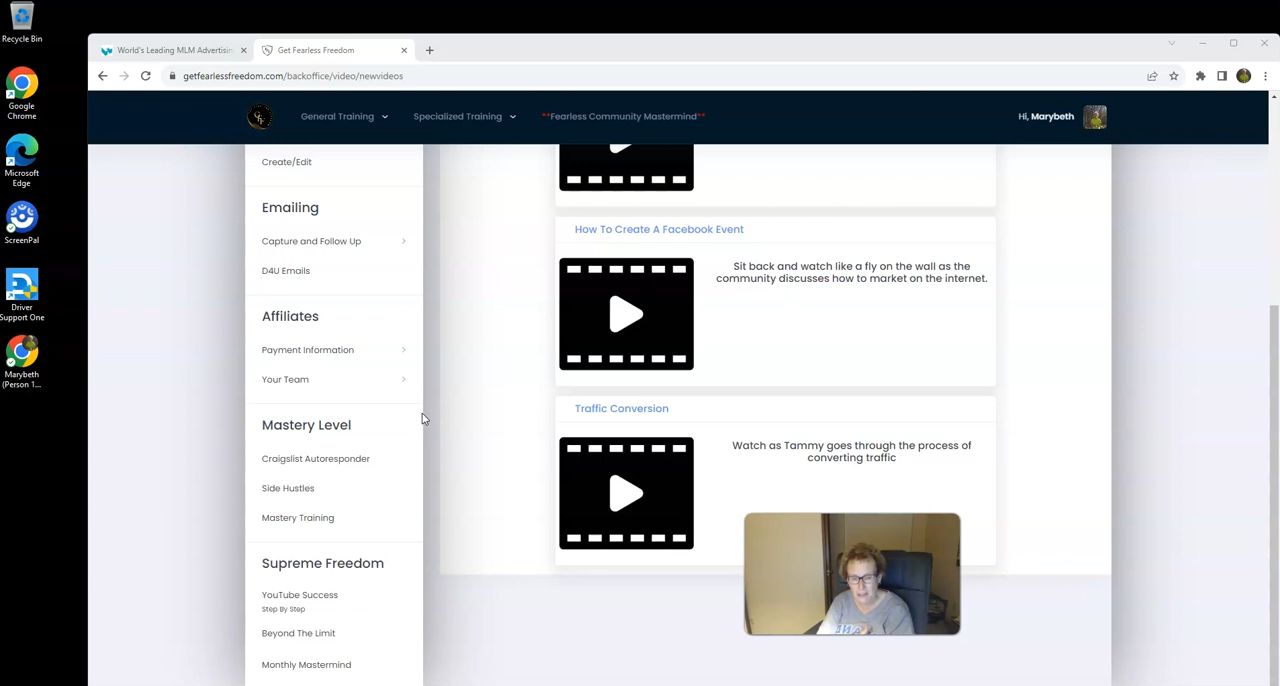 Recycle Bin
Google
Chrome
Microsoft
Edge
ScreenPal
Driver
Support One
Marybeth
(Person 1...
World's Leading MLM Advertisin
Get Fearless Freedom
getfearlessfreedom.com/backoffice/video/newvideos
General Training
Specialized Training
**Fearless Community Mastermind**
Hi, Marybeth
Create/Edit
Emailing
Capture and Follow Up
D4U Emails
Affiliates
Payment Information
Your Team
Mastery Level
Craigslist Autoresponder
Side Hustles
Mastery Training
Supreme Freedom
YouTube Success
Step By Step
Beyond The Limit
Monthly Mastermind
How To Create A Facebook Event
Sit back and watch like a fly on the wall as the
community discusses how to market on the internet.
Traffic Conversion
Watch as Tammy goes through the process of
converting traffic